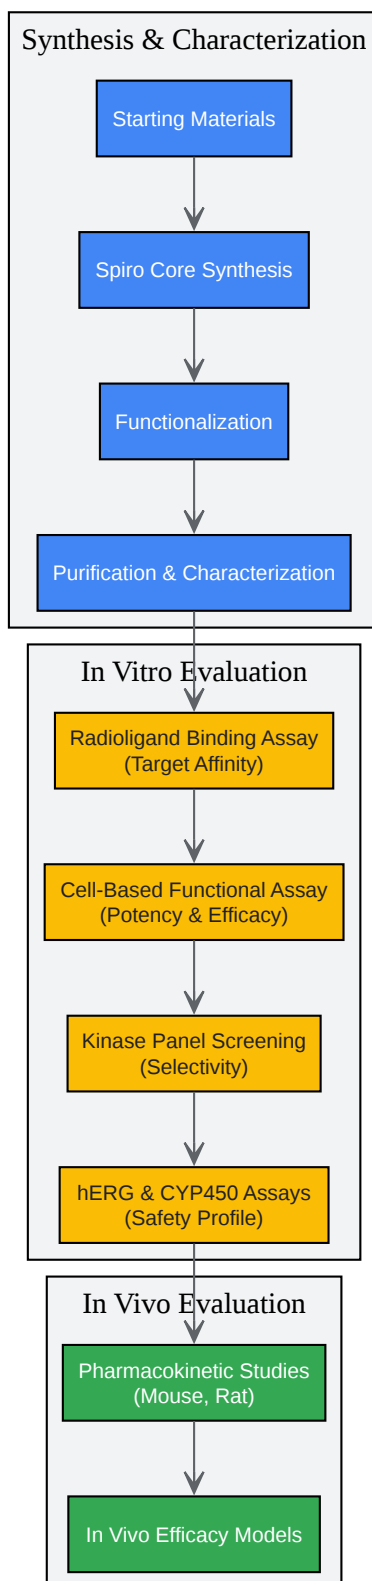 Synthesis & Characterization
Starting Materials
Spiro Core Synthesis
Functionalization
Purification & Characterization
In Vitro Evaluation
Radioligand Binding Assay
(Target Affinity)
Cell-Based Functional Assay
(Potency & Efficacy)
Kinase Panel Screening
(Selectivity)
hERG & CYP450 Assays
(Safety Profile)
In Vivo Evaluation
Pharmacokinetic Studies
(Mouse, Rat)
In Vivo Efficacy Models